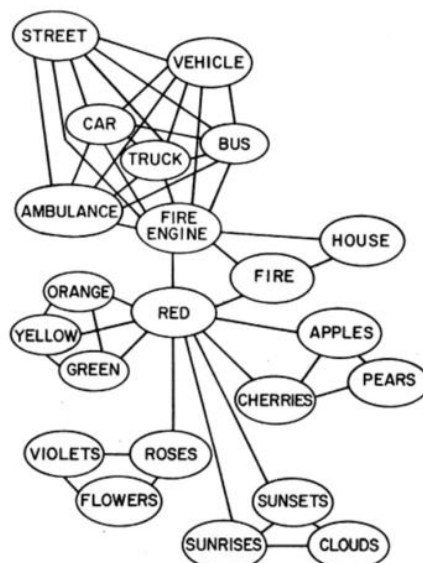 STREET
VEHICLE
CAR
TRUCK
BUS
AMBULANCE
FIRE
ENGINE
HOUSE
FIRE
ORANGE
RED
YELLOW
APPLES
GREEN
PEARS
CHERRIES
VIOLETS
ROSES
FLOWERS
SUNSETS
SUNRISES
CLOUDS